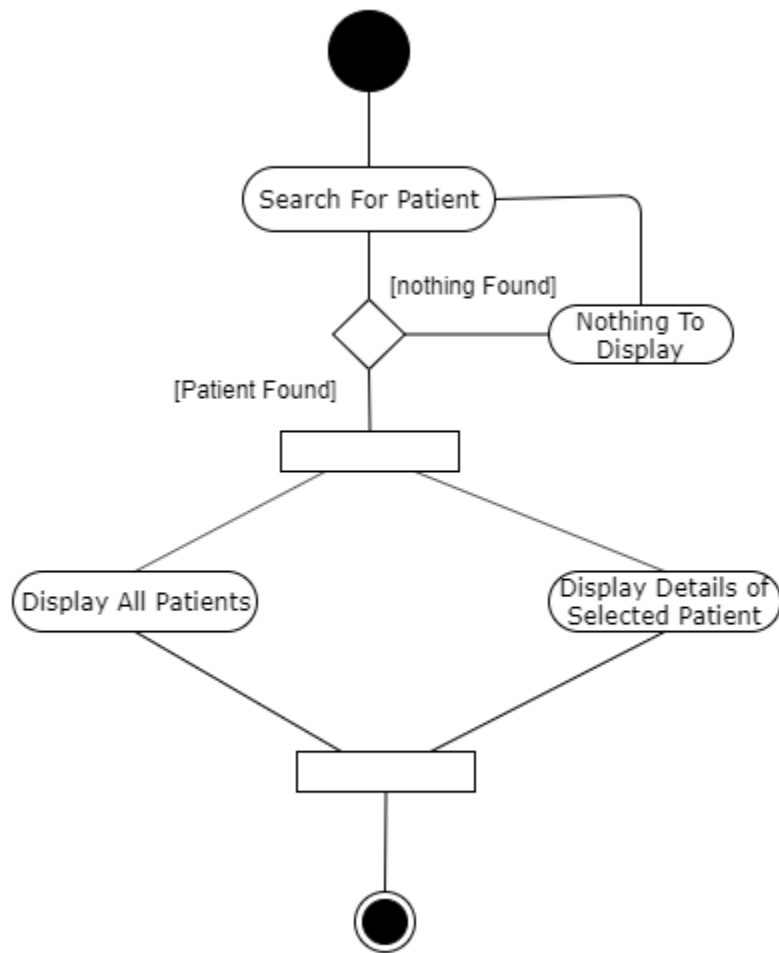 Search For Patient
[nothing Found]
Nothing To
Display
[Patient Found]
Display All Patients
Display Details of
Selected Patient